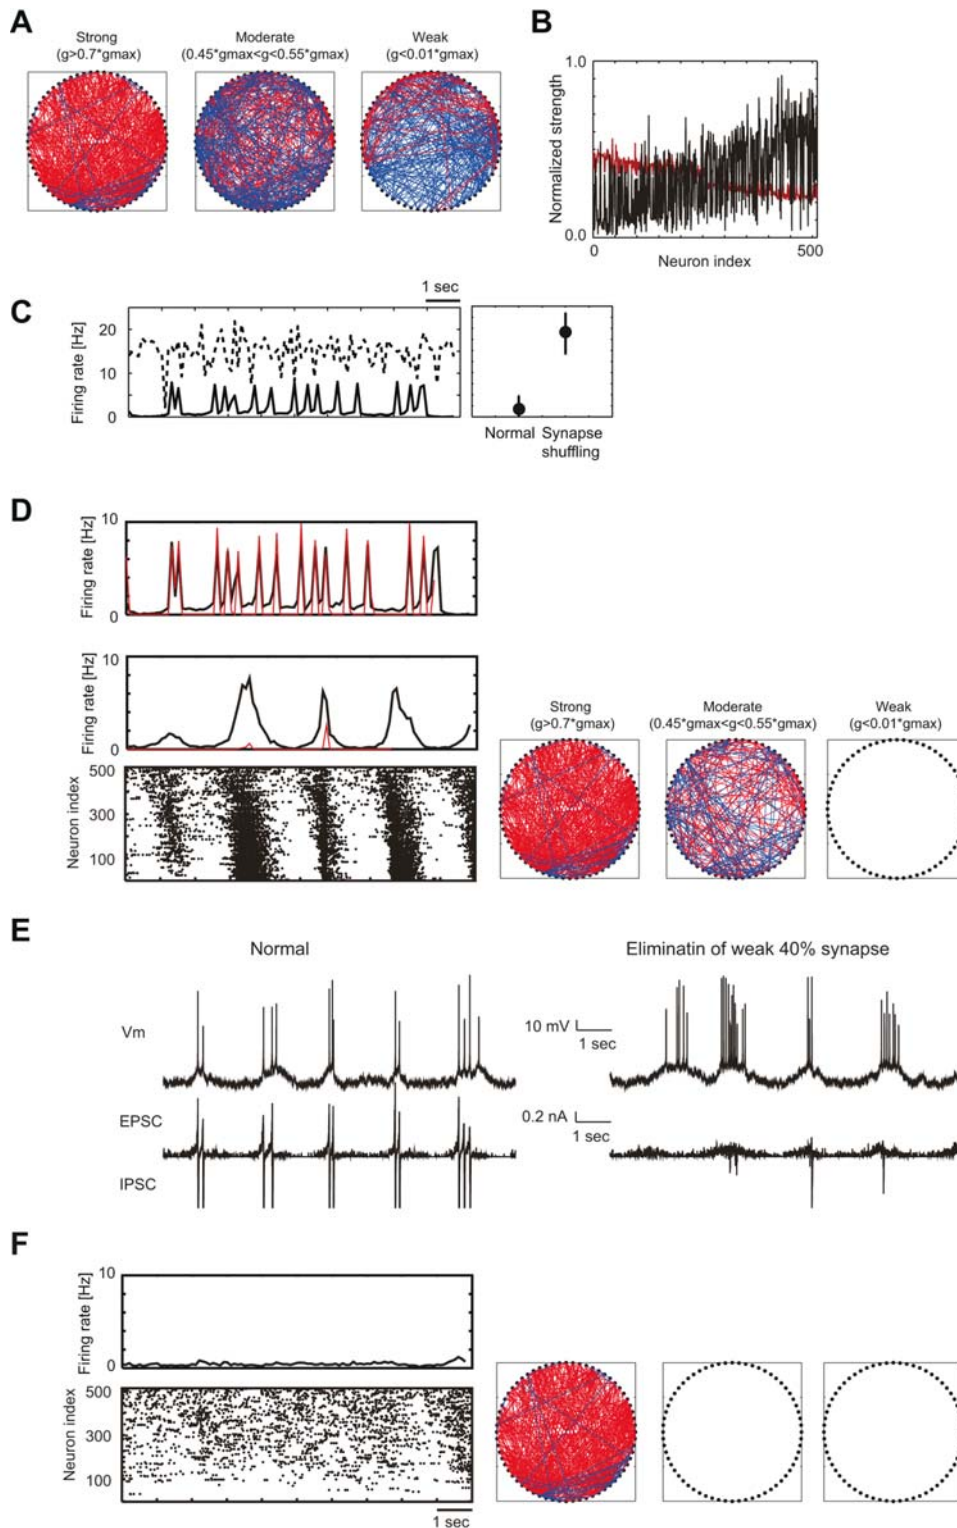 A
Strong
(g>0.7*gmax)
Moderate
(0.45*gmax<g<0.55*gmax)
Weak
(g<0.01*gmax)
B
Normalized strength
1.0
0.0
0
500
Neuron index
C
1 sec
Firing rate [Hz]
20
10
0
Normal
Synapse
shuffling
D
Firing rate [Hz]
10
0
Firing rate [Hz]
10
0
Neuron index
500
300
100
Strong
(g>0.7*gmax)
Moderate
(0.45*gmax<g<0.55*gmax)
Weak
(g<0.01*gmax)
E
Normal
Eliminatin of weak 40% synapse
Vm
10 mV
1 sec
EPSC
0.2 nA
1 sec
IPSC
F
Firing rate [Hz]
10
0
Neuron index
500
300
100
1 sec